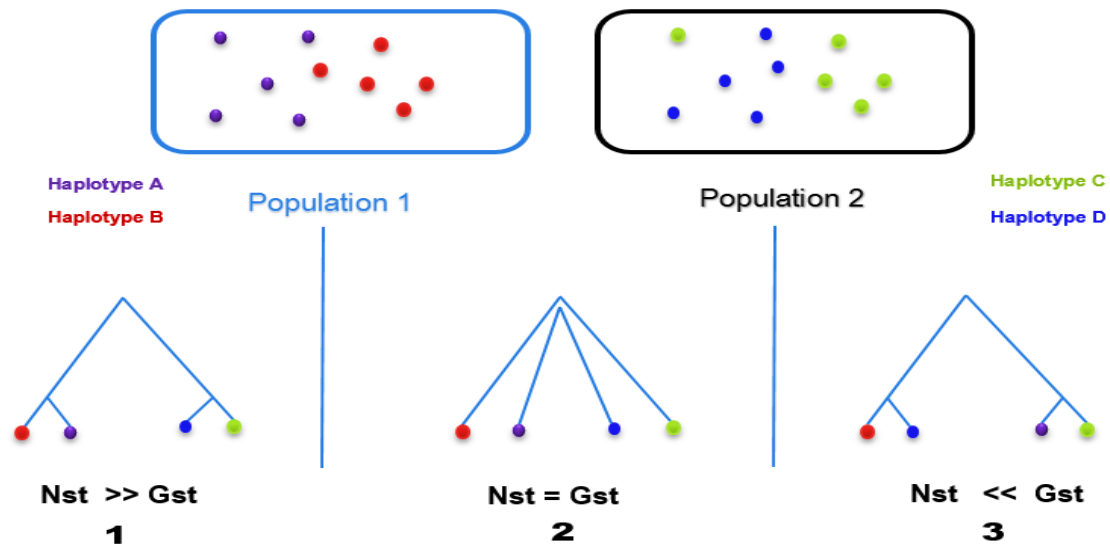 Haplotype A
Haplotype B
Population 1
Population 2
Haplotype C
Haplotype D
Nst >> Gst
1
Nst = Gst
2
Nst << Gst
3